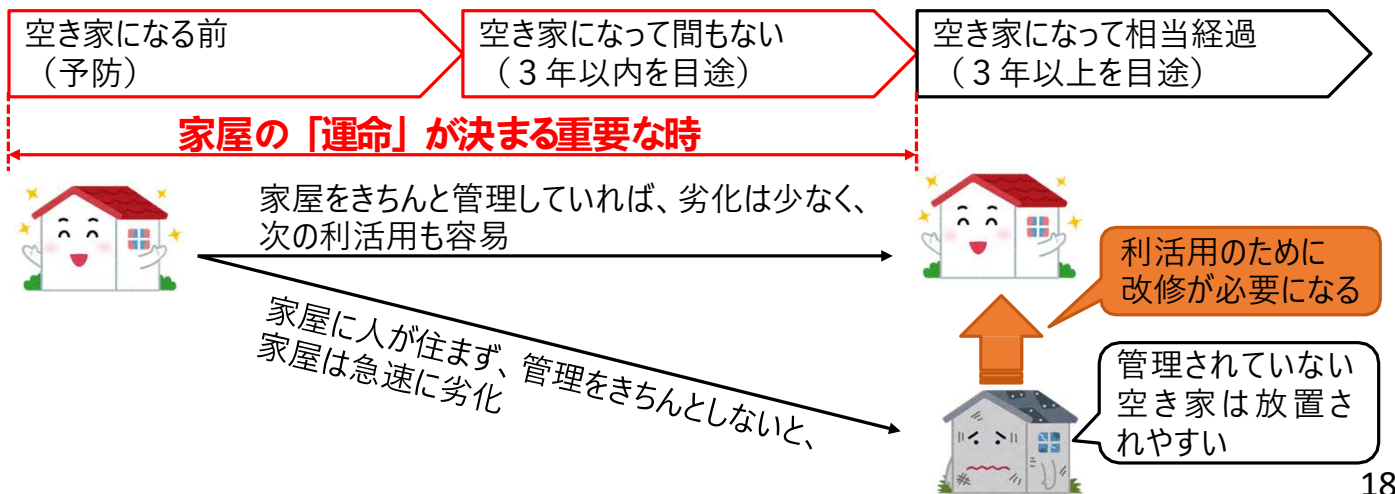 空き家になる前
（予防）
空き家になって間もない
（３年以内を目途）
空き家になって相当経過
（３年以上を目途）
家屋の「運命」が決まる重要な時
家屋をきちんと管理していれば、劣化は少なく、
次の利活用も容易
家屋に人が住まず、管理をきちんとしないと、
家屋は急速に劣化
利活用のために
改修が必要になる
管理されていない
空き家は放置さ
れやすい
18